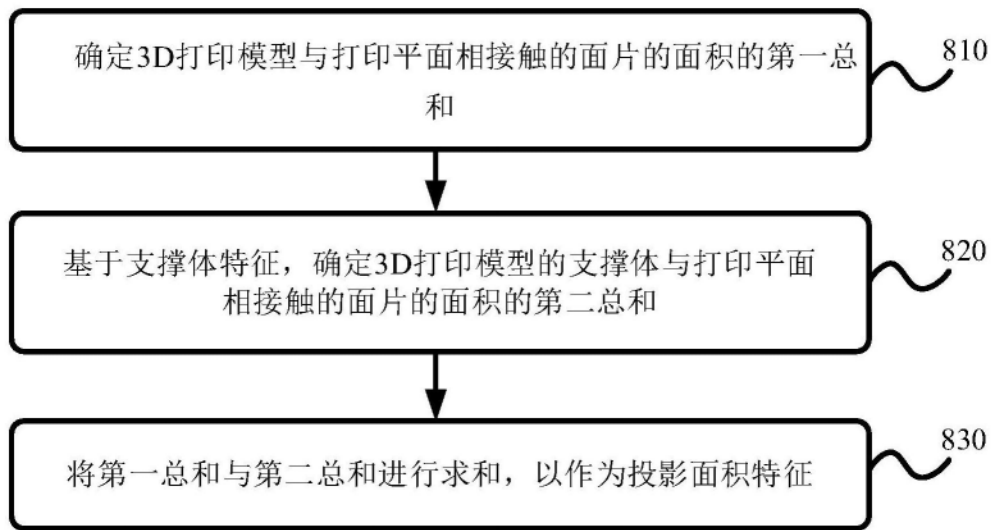 确定3D打印模型与打印平面相接触的面片的面积的第一总
和
810
基于支撑体特征，确定3D打印模型的支撑体与打印平面
相接触的面片的面积的第二总和
820
将第一总和与第二总和进行求和，以作为投影面积特征
830